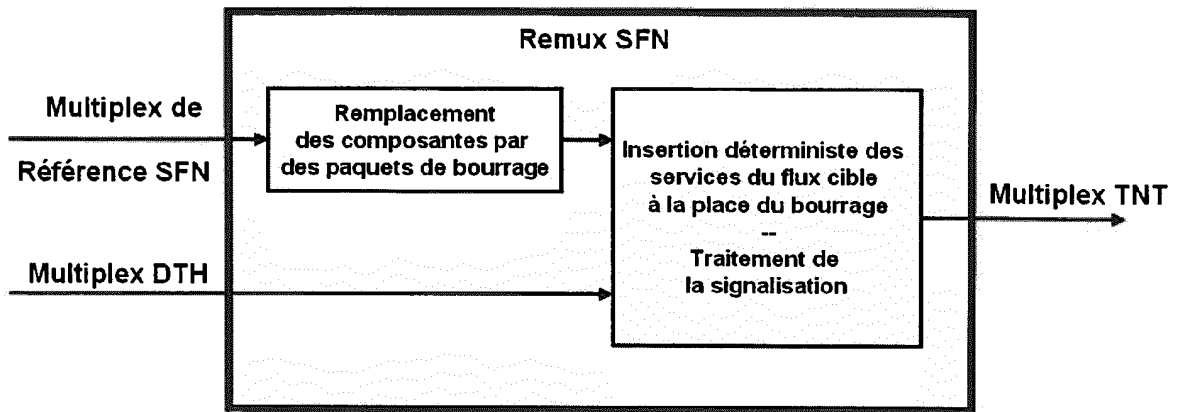 Remux SFN
Multiplex de
Référence SFN
Remplacement
des composantes par
des paquets de bourrage
Insertion déterministe des
services du flux cible
à la place du bourrage
--
Traitement de
la signalisation
Multiplex TNT
Multiplex DTH